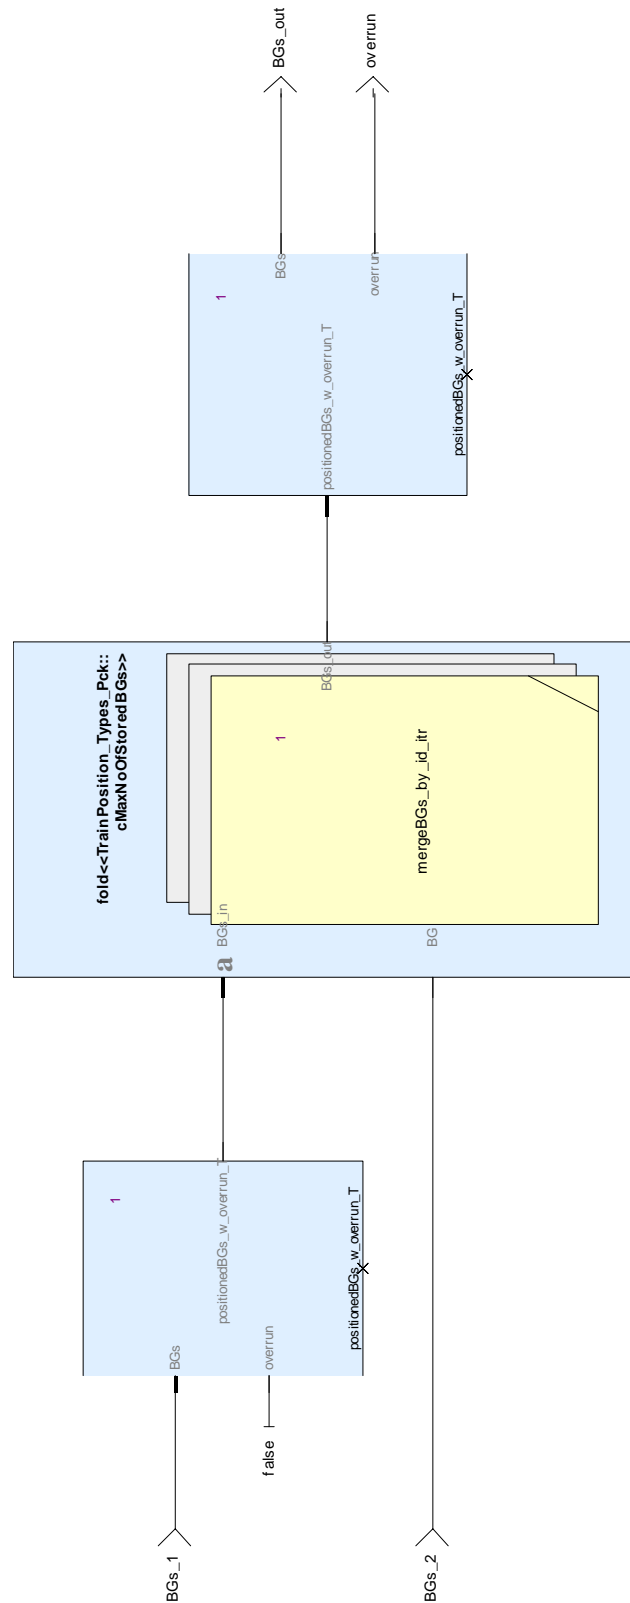 BGs_out
overrun
BGs
overrun
1
positionedBGs_w_overrun_T
positionedBGs_w_overrun_T
fold<<TrainPosition_Types_Pck::
cMaxNoOfStoredBGs>>
BGs_out
1
mergeBGs_by_id_itr
a
BGs_in
BG
1
positionedBGs_w_overrun_T
positionedBGs_w_overrun_T
BGs
overrun
false
BGs_1
BGs_2